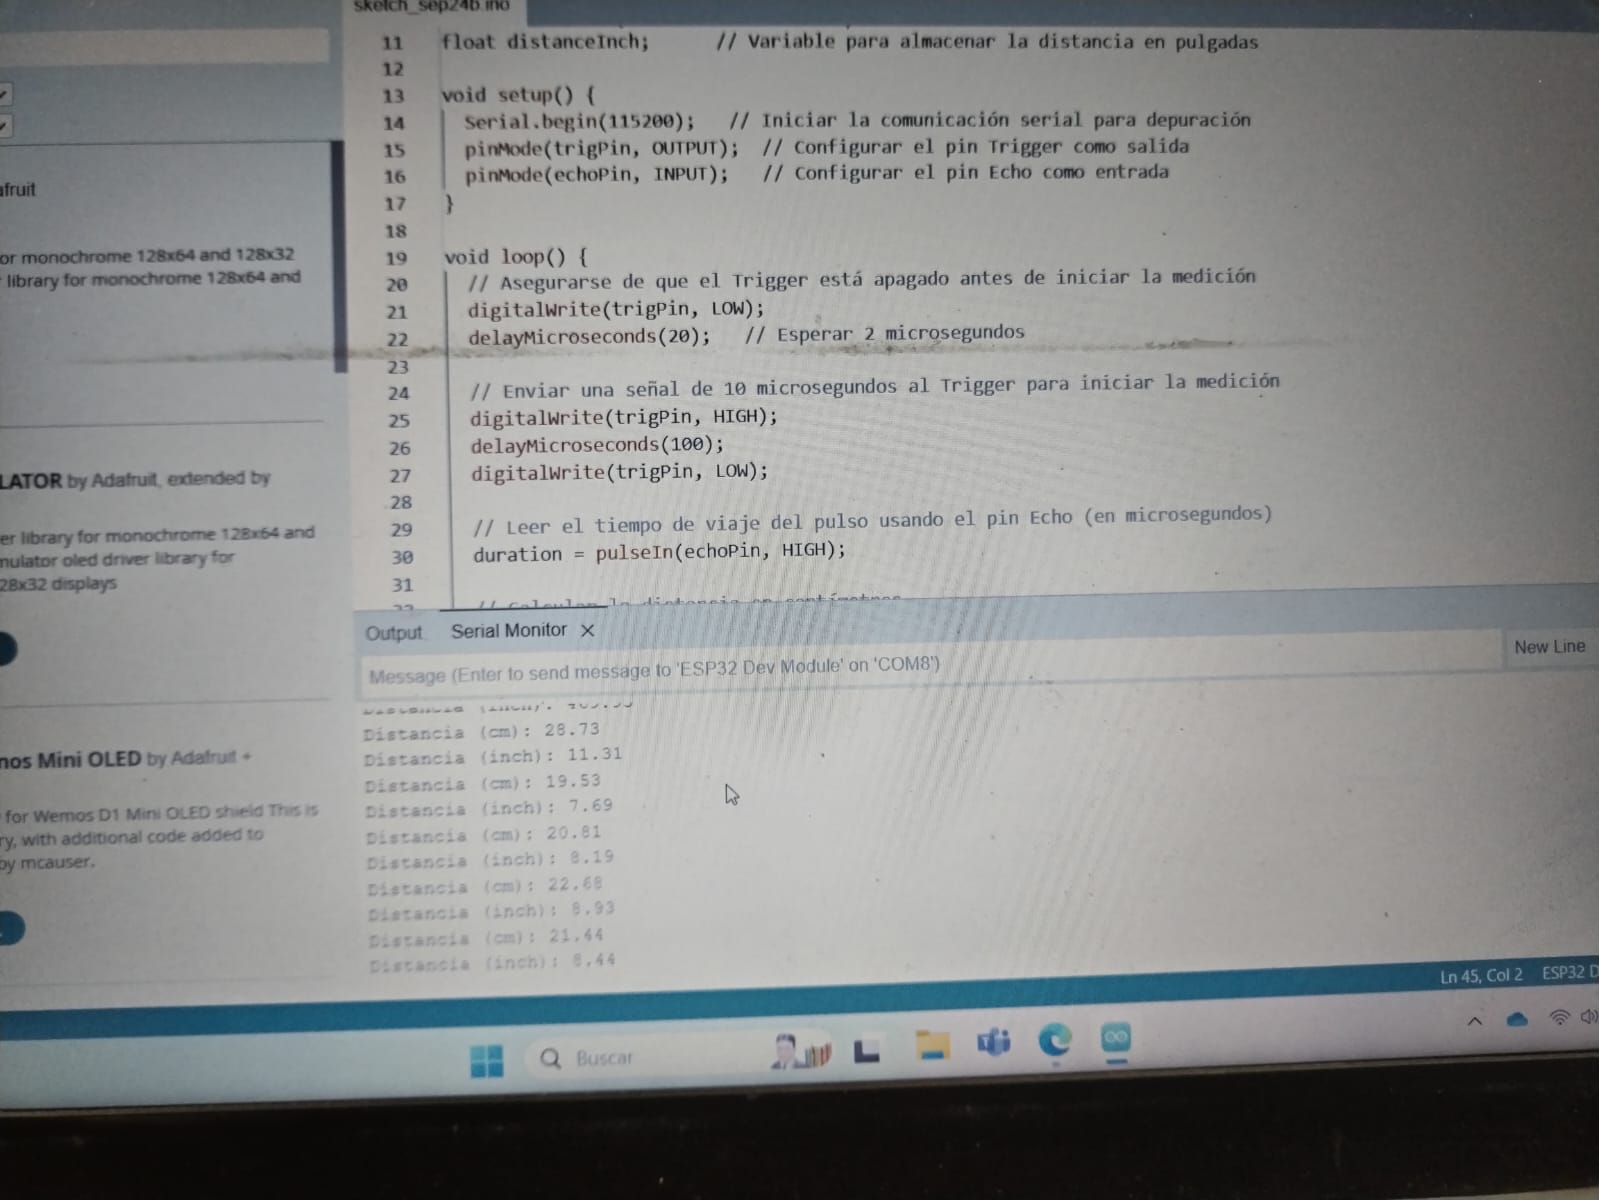 sketch_sep24b.ino
11 float distanceInch; // Variable para almacenar la distancia en pulgadas
12
13 void setup() {
14 Serial.begin(115200); // Iniciar la comunicación serial para depuración
15 pinMode(trigPin, OUTPUT); // Configurar el pin Trigger como salida
16 pinMode(echoPin, INPUT); // Configurar el pin Echo como entrada
17 }
18
19 void loop() {
20 // Asegurarse de que el Trigger está apagado antes de iniciar la medición
21 digitalWrite(trigPin, LOW);
22 delayMicroseconds(20); // Esperar 2 microsegundos
23
24 // Enviar una señal de 10 microsegundos al Trigger para iniciar la medición
25 digitalWrite(trigPin, HIGH);
26 delayMicroseconds(100);
27 digitalWrite(trigPin, LOW);
28
29 // Leer el tiempo de viaje del pulso usando el pin Echo (en microsegundos)
30 duration = pulseIn(echoPin, HIGH);
31
32 // Calcular la distancia en centímetros
afruit
or monochrome 128x64 and 128x32
library for monochrome 128x64 and
LATOR by Adafruit, extended by
er library for monochrome 128x64 and
mulator oled driver library for
28x32 displays
nos Mini OLED by Adafruit +
for Wemos D1 Mini OLED shield This is
ry, with additional code added to
by mcauser.
Output Serial Monitor X
Message (Enter to send message to 'ESP32 Dev Module' on 'COM8')
New Line
Distancia (cm): 28.73
Distancia (inch): 11.31
Distancia (cm): 19.53
Distancia (inch): 7.69
Distancia (cm): 20.81
Distancia (inch): 8.19
Distancia (cm): 22.68
Distancia (inch): 8.93
Distancia (cm): 21.44
Distancia (inch): 8.44
Ln 45, Col 2 ESP32 D
Buscar